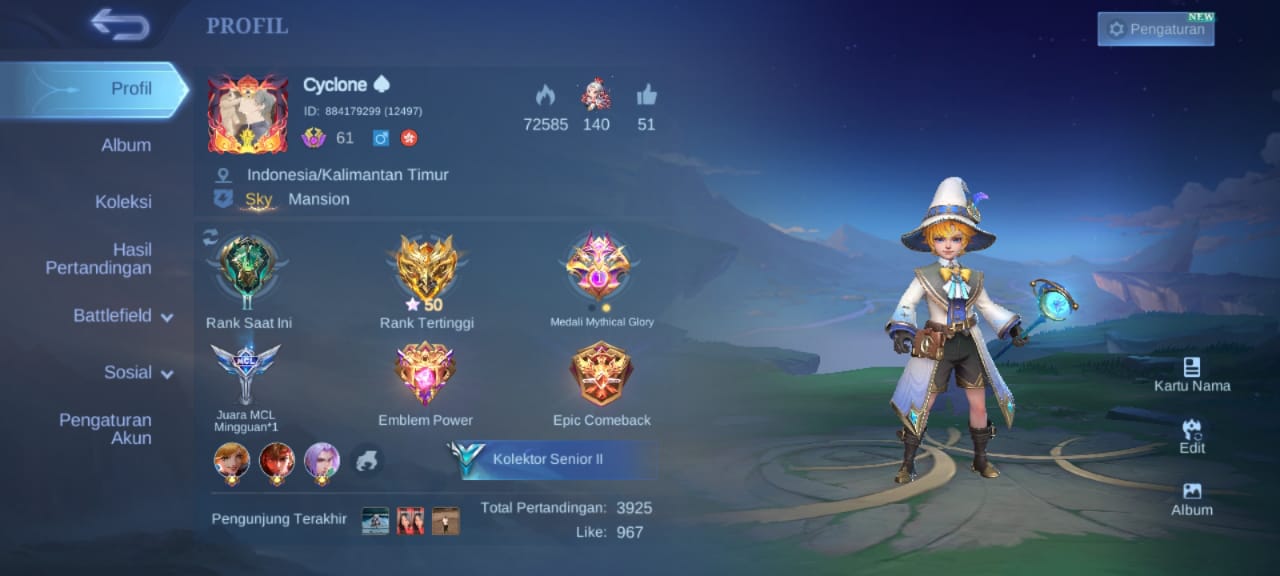 PROFIL
NEW
Pengaturan
Profil
Album
Koleksi
Hasil
Pertandingan
Battlefield
Sosial
Pengaturan
Akun
Cyclone ♠
ID: 884179299 (12497)
61
72585
140
51
Indonesia/Kalimantan Timur
Sky Mansion
50
Rank Saat Ini
Rank Tertinggi
Medali Mythical Glory
MCL
Juara MCL
Mingguan*1
Emblem Power
Epic Comeback
Kolektor Senior II
Pengunjung Terakhir
Total Pertandingan: 3925
Like: 967
Kartu Nama
Edit
Album